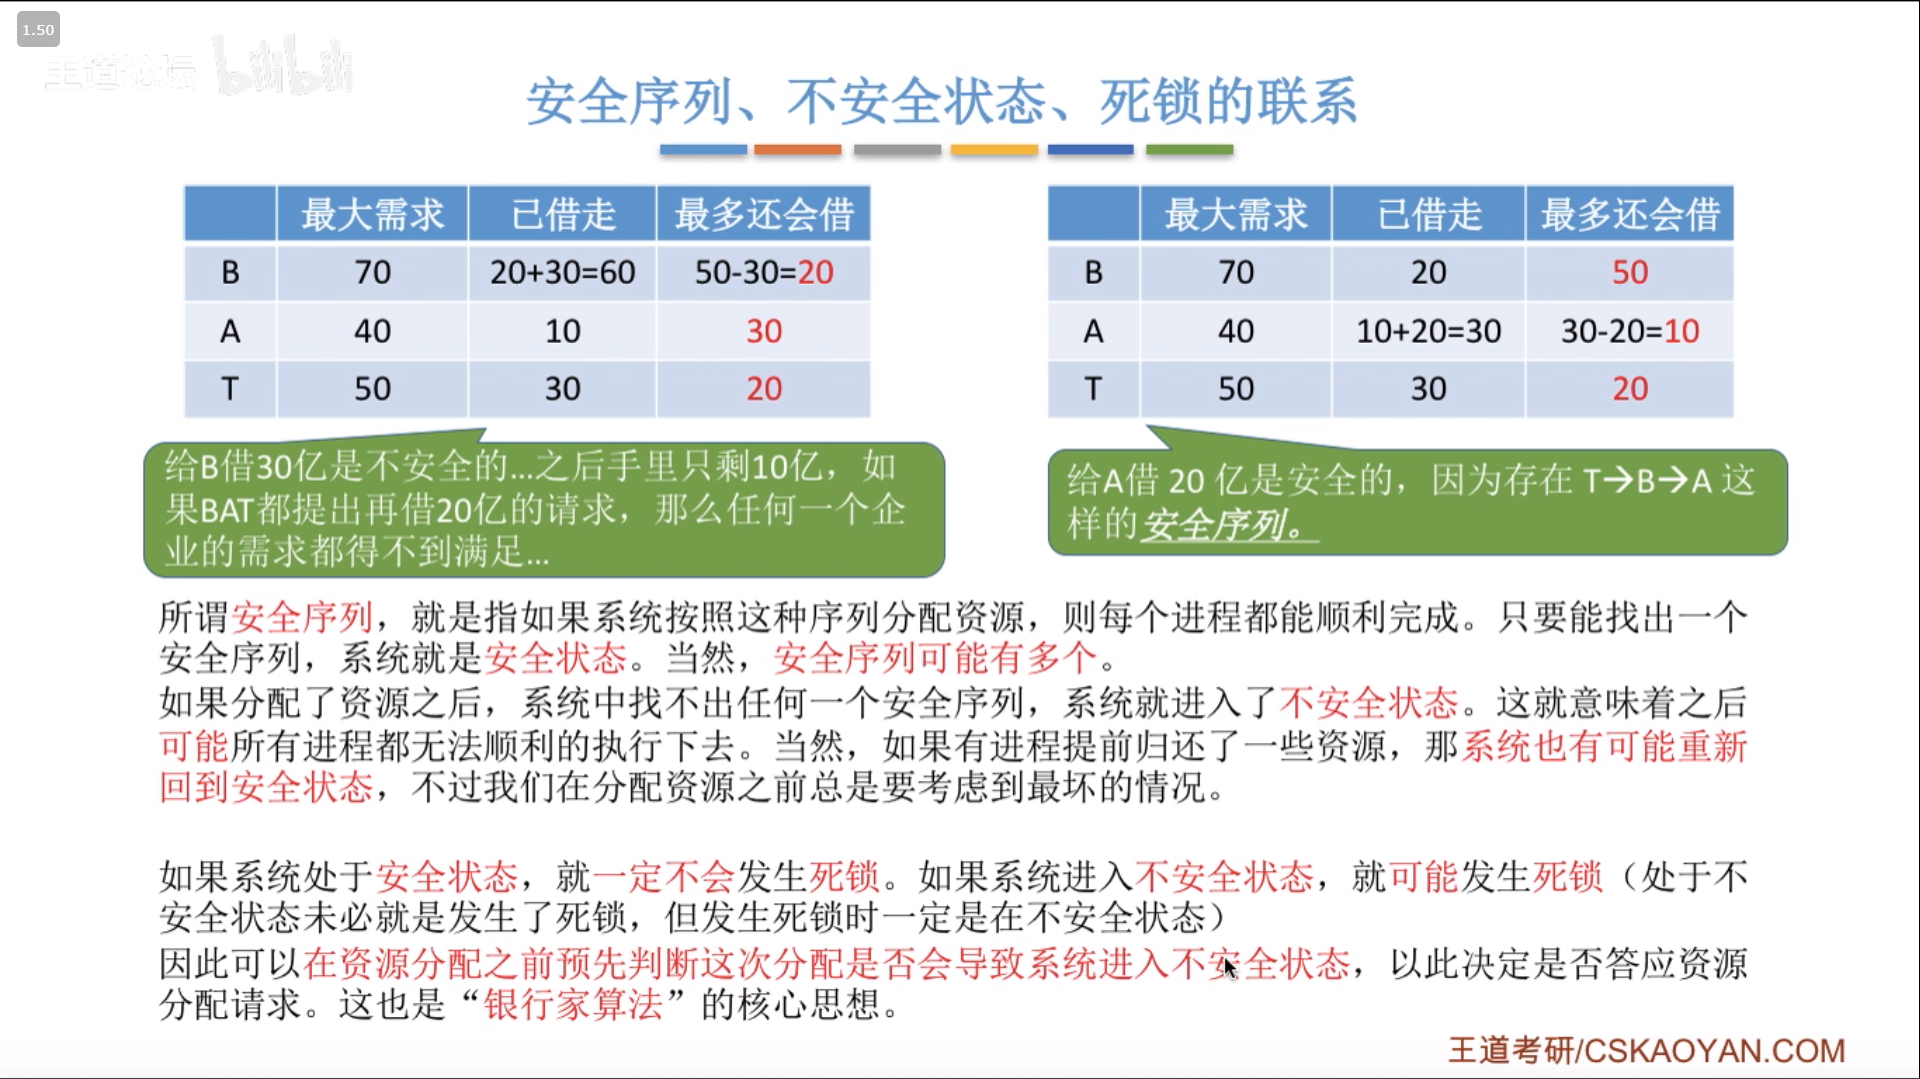 1.50
王道论坛 bilibili
安全序列、不安全状态、死锁的联系
最大需求 已借走 最多还会借
B 70 20+30=60 50-30=20
A 40 10 30
T 50 30 20
最大需求 已借走 最多还会借
B 70 20 50
A 40 10+20=30 30-20=10
T 50 30 20
给B借30亿是不安全的...之后手里只剩10亿，如
果BAT都提出再借20亿的请求，那么任何一个企
业的需求都得不到满足...
给A借 20 亿是安全的，因为存在 T→B→A 这
样的安全序列。
所谓安全序列，就是指如果系统按照这种序列分配资源，则每个进程都能顺利完成。只要能找出一个
安全序列，系统就是安全状态。当然，安全序列可能有多个。
如果分配了资源之后，系统中找不出任何一个安全序列，系统就进入了不安全状态。这就意味着之后
可能所有进程都无法顺利的执行下去。当然，如果有进程提前归还了一些资源，那系统也有可能重新
回到安全状态，不过我们在分配资源之前总是要考虑到最坏的情况。
如果系统处于安全状态，就一定不会发生死锁。如果系统进入不安全状态，就可能发生死锁（处于不
安全状态未必就是发生了死锁，但发生死锁时一定是在不安全状态）
因此可以在资源分配之前预先判断这次分配是否会导致系统进入不安全状态，以此决定是否答应资源
分配请求。这也是“银行家算法”的核心思想。
王道考研/CSKAOYAN.COM